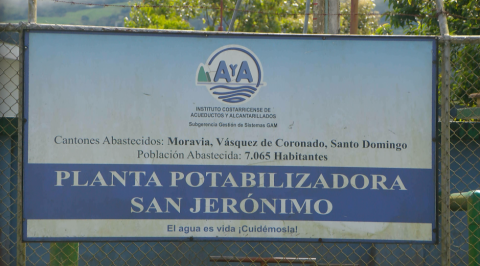 AyA
INSTITUTO COSTARRICENSE DE
ACUEDUCTOS Y ALCANTARILLADOS
Subgerencia Gestión de Sistemas GAM
Cantones Abastecidos: Moravia, Vásquez de Coronado, Santo Domingo
Población Abastecida: 7.065 Habitantes
PLANTA POTABILIZADORA
SAN JERÓNIMO
El agua es vida ¡Cuidémosla!